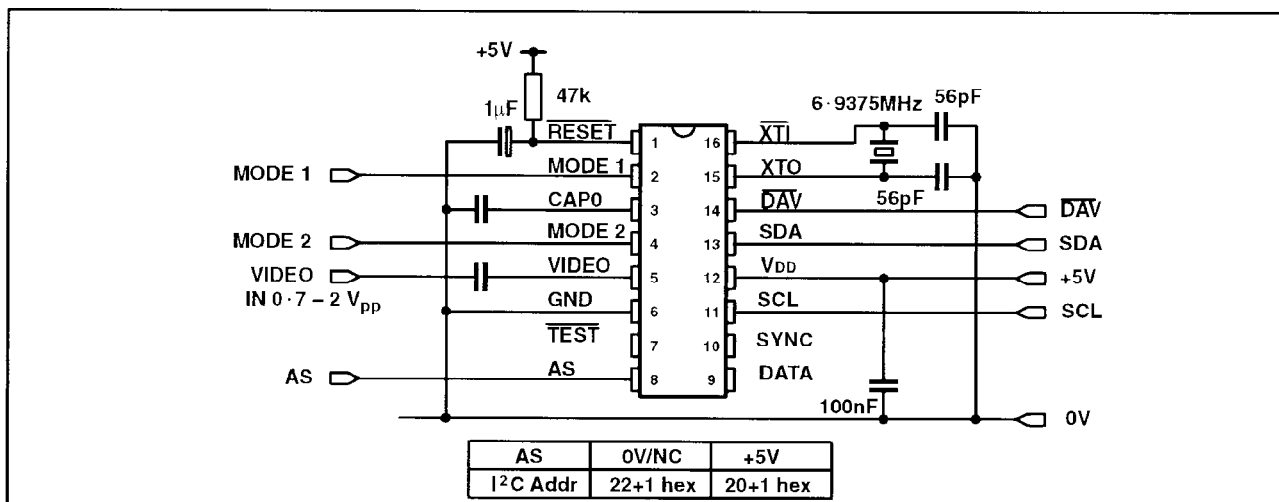 +5V
47k
1μF
6·9375MHz
56pF
RESET
1
16
XTI
MODE 1
MODE 1
2
15
XTO
56pF
CAP0
3
14
DAV
DAV
MODE 2
MODE 2
4
13
SDA
SDA
VIDEO
IN 0·7 – 2 Vpp
VIDEO
5
12
VDD
+5V
GND
6
11
SCL
SCL
TEST
7
10
SYNC
AS
AS
8
9
DATA
100nF
0V
AS 0V/NC +5V
I²C Addr 22+1 hex 20+1 hex